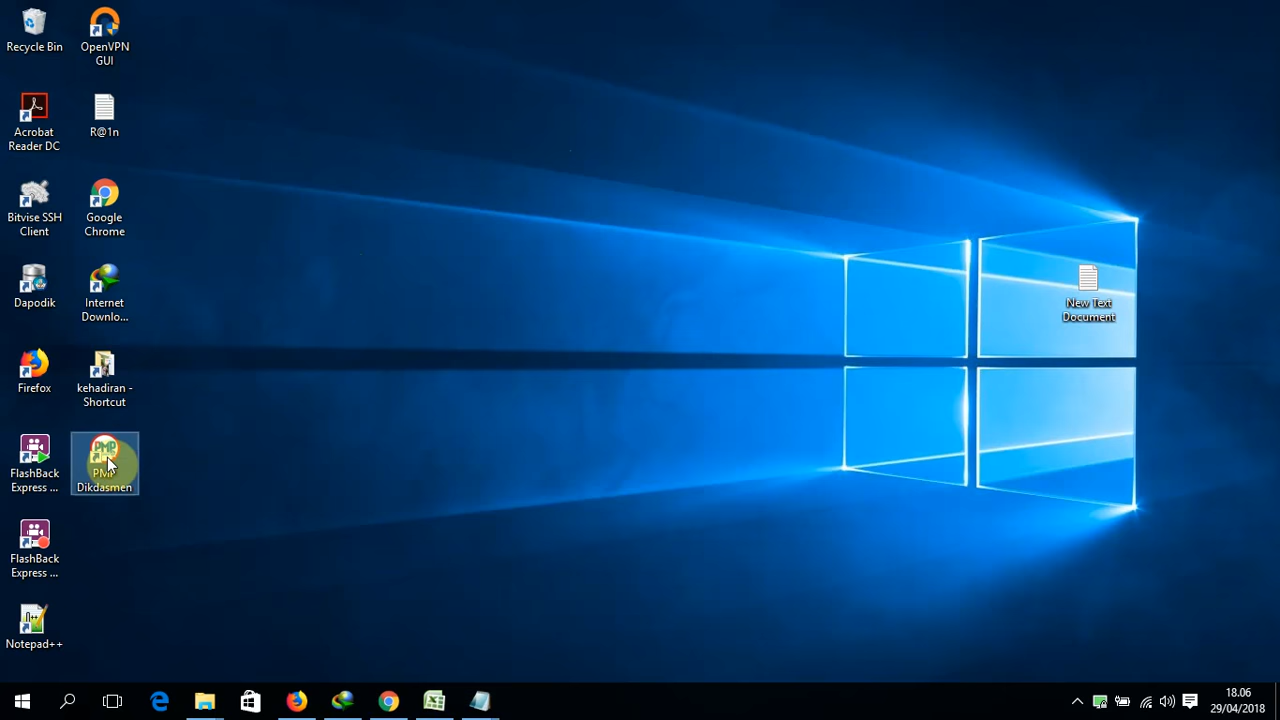 Recycle Bin
OpenVPN
GUI
Acrobat
Reader DC
R@1n
Bitvise SSH
Client
Google
Chrome
Dapodik
Internet
Downlo...
Firefox
kehadiran -
Shortcut
FlashBack
Express ...
PMP
Dikdasmen
FlashBack
Express ...
Notepad++
New Text
Document
18.06
29/04/2018